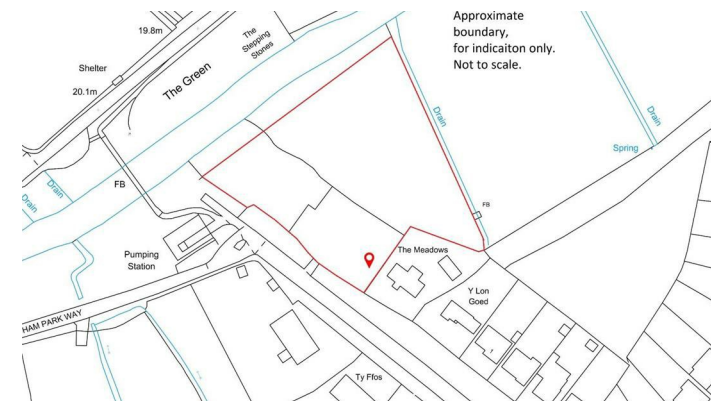 Approximate
boundary,
for indicaiton only.
Not to scale.
19.8m
The
Stepping
Stones
Shelter
The Green
20.1m
Drain
Drain
Spring
Drain
Drain
FB
FB
The Meadows
Pumping
Station
Y Lon
Goed
1
HAM PARK WAY
Ty Ffos